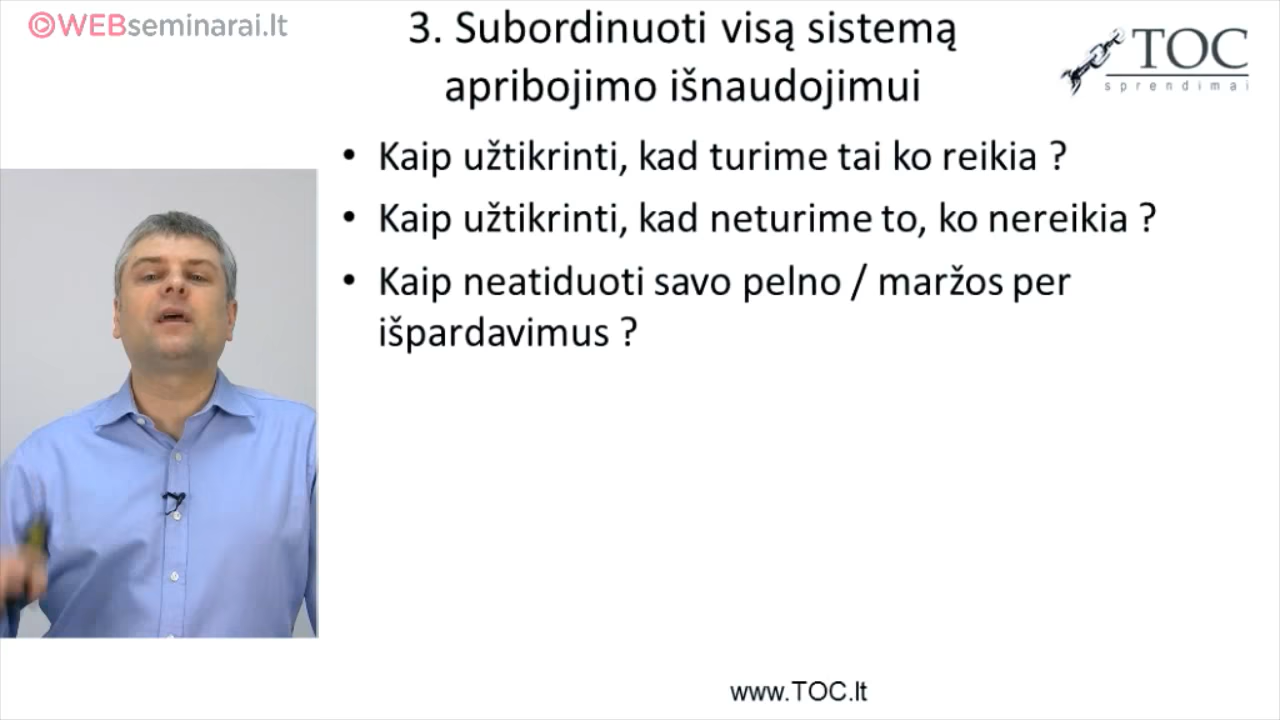 WEBseminarai.lt
3. Subordinuoti visą sistemą
apribojimo išnaudojimui
TOC
sprendimai
• Kaip užtikrinti, kad turime tai ko reikia ?
• Kaip užtikrinti, kad neturime to, ko nereikia ?
• Kaip neatiduoti savo pelno / maržos per
išpardavimus ?
www.TOC.lt